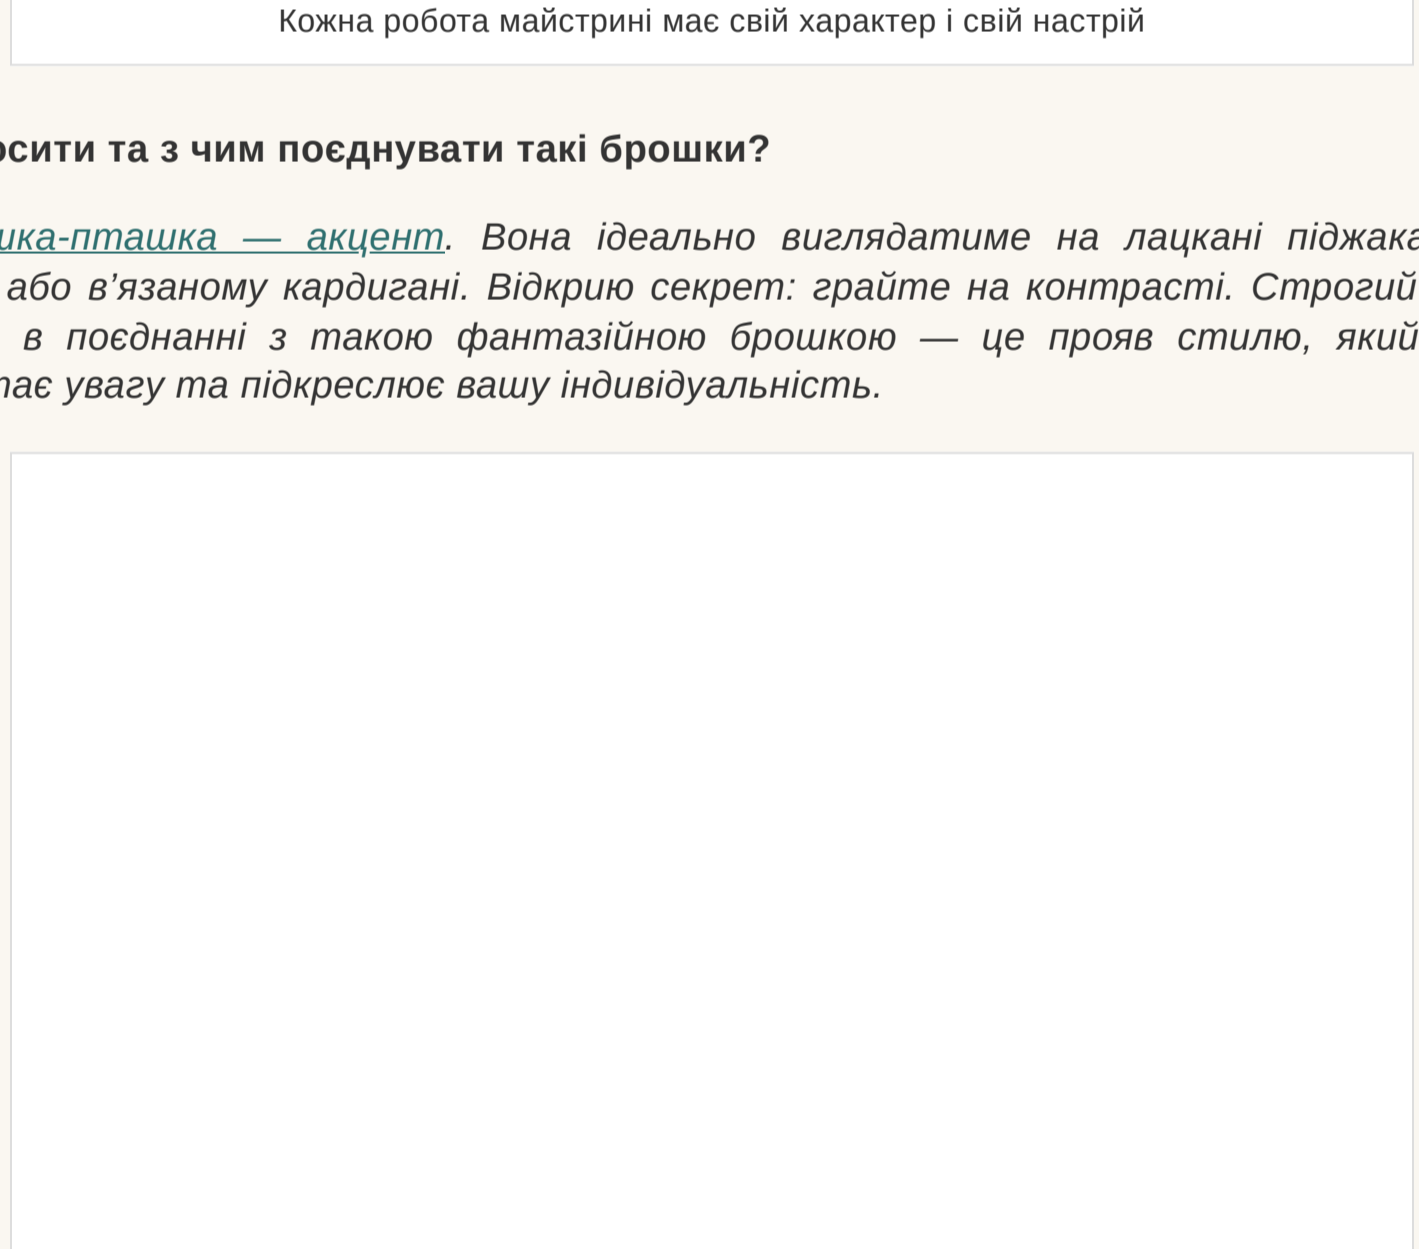 Кожна робота майстрині має свій характер і свій настрій
осити та з чим поєднувати такі брошки?
шка-пташка — акцент. Вона ідеально виглядатиме на лацкані піджака
або в’язаному кардигані. Відкрию секрет: грайте на контрасті. Строгий
в поєднанні з такою фантазійною брошкою — це прояв стилю, який
тає увагу та підкреслює вашу індивідуальність.